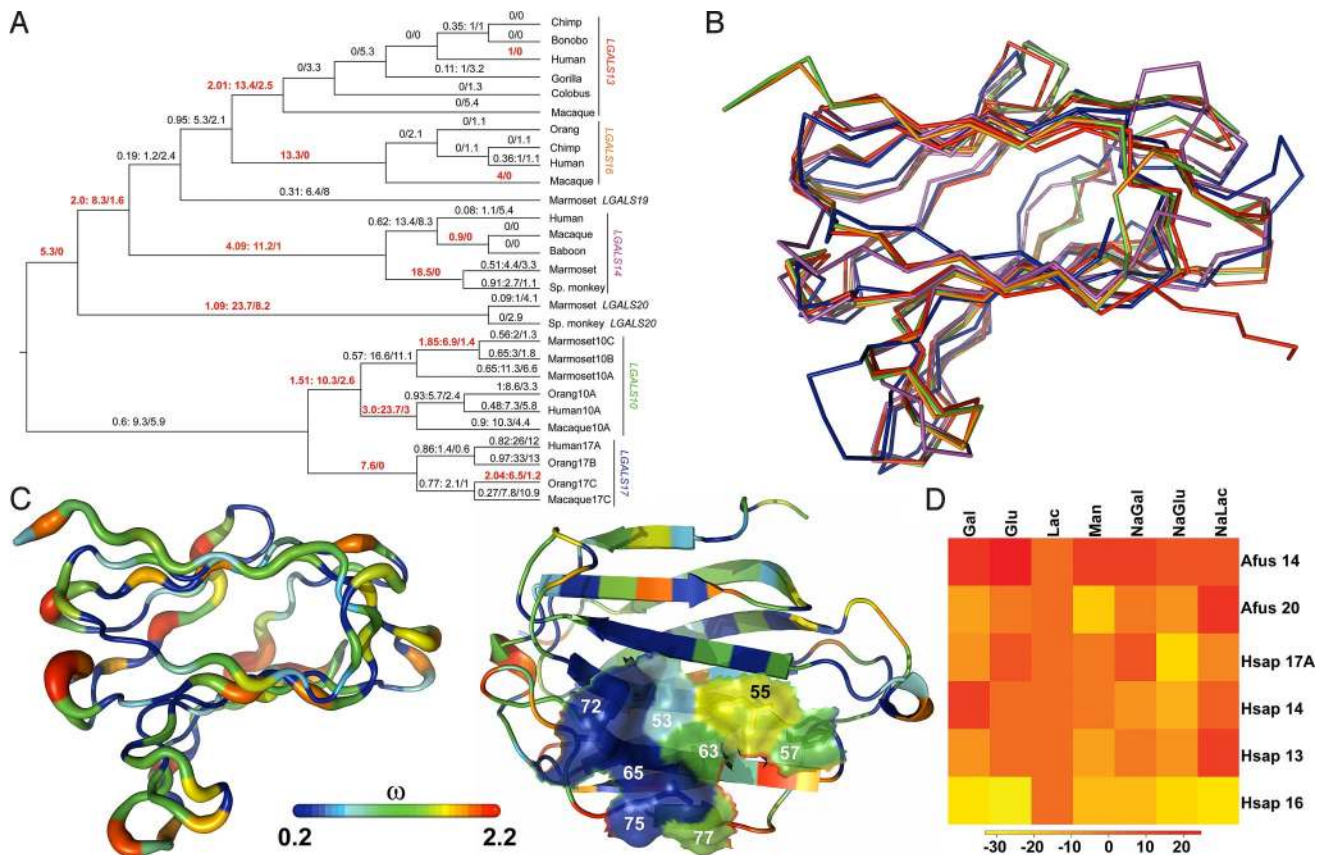 A
0/0
Chimp
0.35: 1/1
0/0
0/0
Bonobo
1/0
Human
0/5.3
0.11: 1/3.2
Gorilla
0/3.3
0/1.3
Colobus
2.01: 13.4/2.5
0/5.4
Macaque
LGALS13
0.95: 5.3/2.1
0/1.1
Orang
0/2.1
0/1.1
Chimp
0/1.1
0.36:1/1.1
Human
13.3/0
4/0
Macaque
LGALS16
0.19: 1.2/2.4
0.31: 6.4/8
Marmoset LGALS19
2.0: 8.3/1.6
0.08: 1.1/5.4
Human
0.62: 13.4/8.3
0/0
Macaque
0.9/0
0/0
Baboon
4.09: 11.2/1
0.51:4.4/3.3
Marmoset
18.5/0
0.91:2.7/1.1
Sp. monkey
LGALS14
5.3/0
0.09:1/4.1
Marmoset LGALS20
1.09: 23.7/8.2
0/2.9
Sp. monkey LGALS20
0.56:2/1.3
Marmoset10C
1.85:6.9/1.4
0.65:3/1.8
Marmoset10B
0.57: 16.6/11.1
0.65:11.3/6.6
Marmoset10A
1.51: 10.3/2.6
1:8.6/3.3
Orang10A
0.93:5.7/2.4
0.48:7.3/5.8
Human10A
3.0:23.7/3
0.9: 10.3/4.4
Macaque10A
LGALS10
0.6: 9.3/5.9
0.82:26/12
Human17A
0.86:1.4/0.6
0.97:33/13
Orang17B
7.6/0
2.04:6.5/1.2
Orang17C
0.77: 2.1/1
0.27/7.8/10.9
Macaque17C
LGALS17
B
C
ω
0.2
2.2
72
53
55
63
57
65
75
77
D
Gal
Glu
Lac
Man
NaGal
NaGlu
NaLac
Afus 14
Afus 20
Hsap 17A
Hsap 14
Hsap 13
Hsap 16
-30 -20 -10 0 10 20